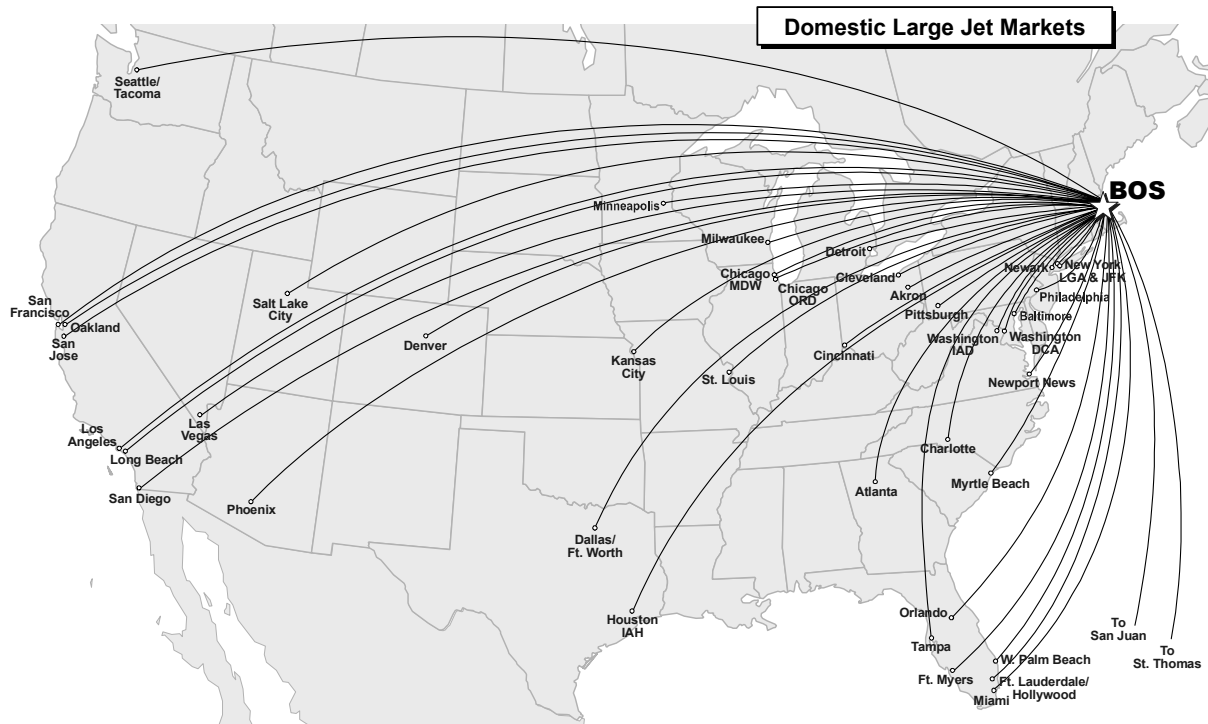 Domestic Large Jet Markets
Seattle/
Tacoma
BOS
Minneapolis
Milwaukee
Detroit
Chicago
MDW
Chicago
ORD
Cleveland
Akron
Pittsburgh
Newark
New York
LGA & JFK
Philadelphia
Baltimore
Washington
IAD
Washington
DCA
Newport News
San
Francisco
Oakland
San
Jose
Salt Lake
City
Denver
Kansas
City
St. Louis
Cincinnati
Los
Angeles
Long Beach
Las
Vegas
San Diego
Phoenix
Dallas/
Ft. Worth
Houston
IAH
Atlanta
Charlotte
Myrtle Beach
Orlando
Tampa
Ft. Myers
W. Palm Beach
Ft. Lauderdale/
Hollywood
Miami
To
San Juan
To
St. Thomas